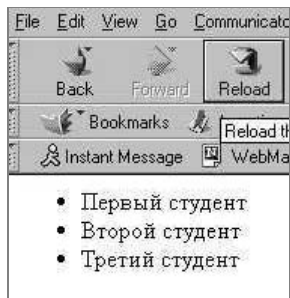 File Edit View Go Communicator
Back Forward Reload
Bookmarks
Reload th
Instant Message WebMa
Первый студент
Второй студент
Третий студент